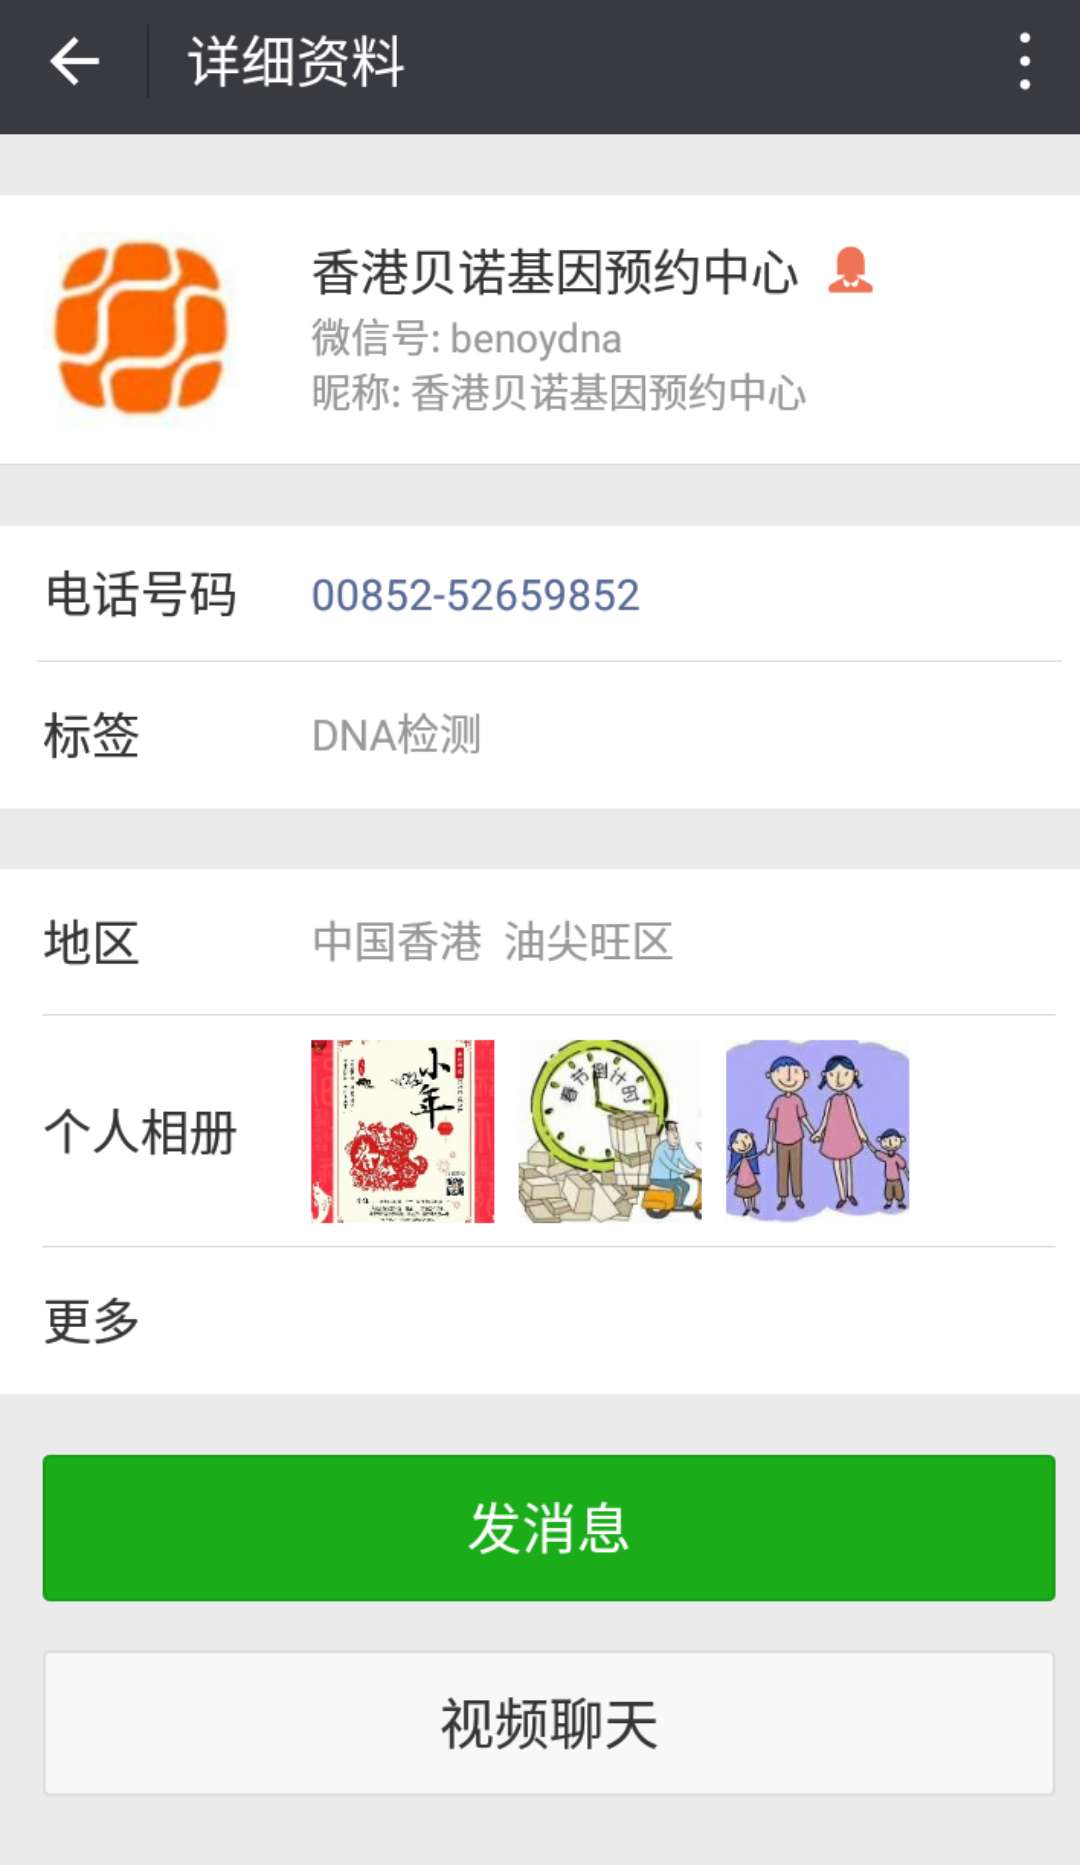 详细资料
香港贝诺基因预约中心
微信号: benoydna
昵称: 香港贝诺基因预约中心
电话号码 00852-52659852
标签 DNA检测
地区 中国香港 油尖旺区
个人相册
小年
春节倒计时
更多
发消息
视频聊天